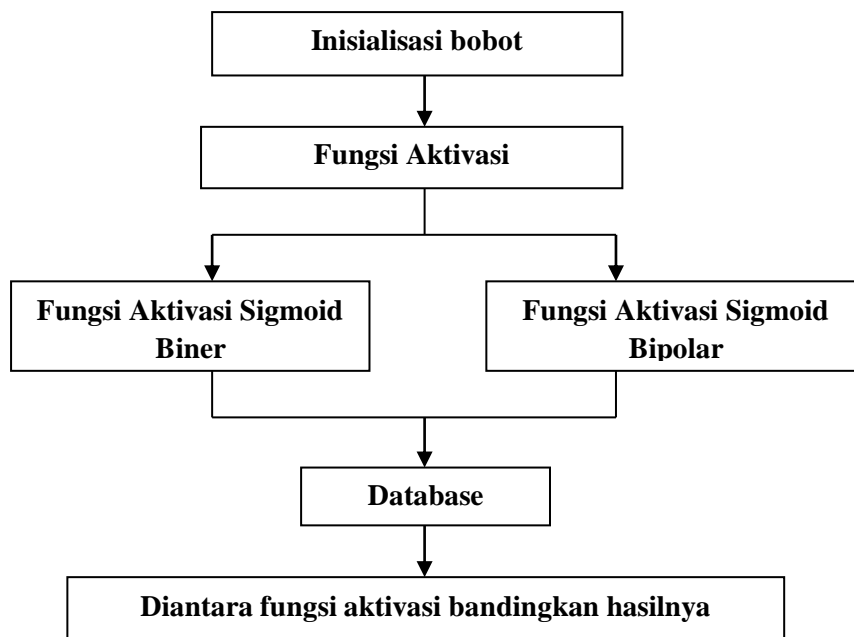 Inisialisasi bobot
Fungsi Aktivasi
Fungsi Aktivasi Sigmoid
Biner
Fungsi Aktivasi Sigmoid
Bipolar
Database
Diantara fungsi aktivasi bandingkan hasilnya